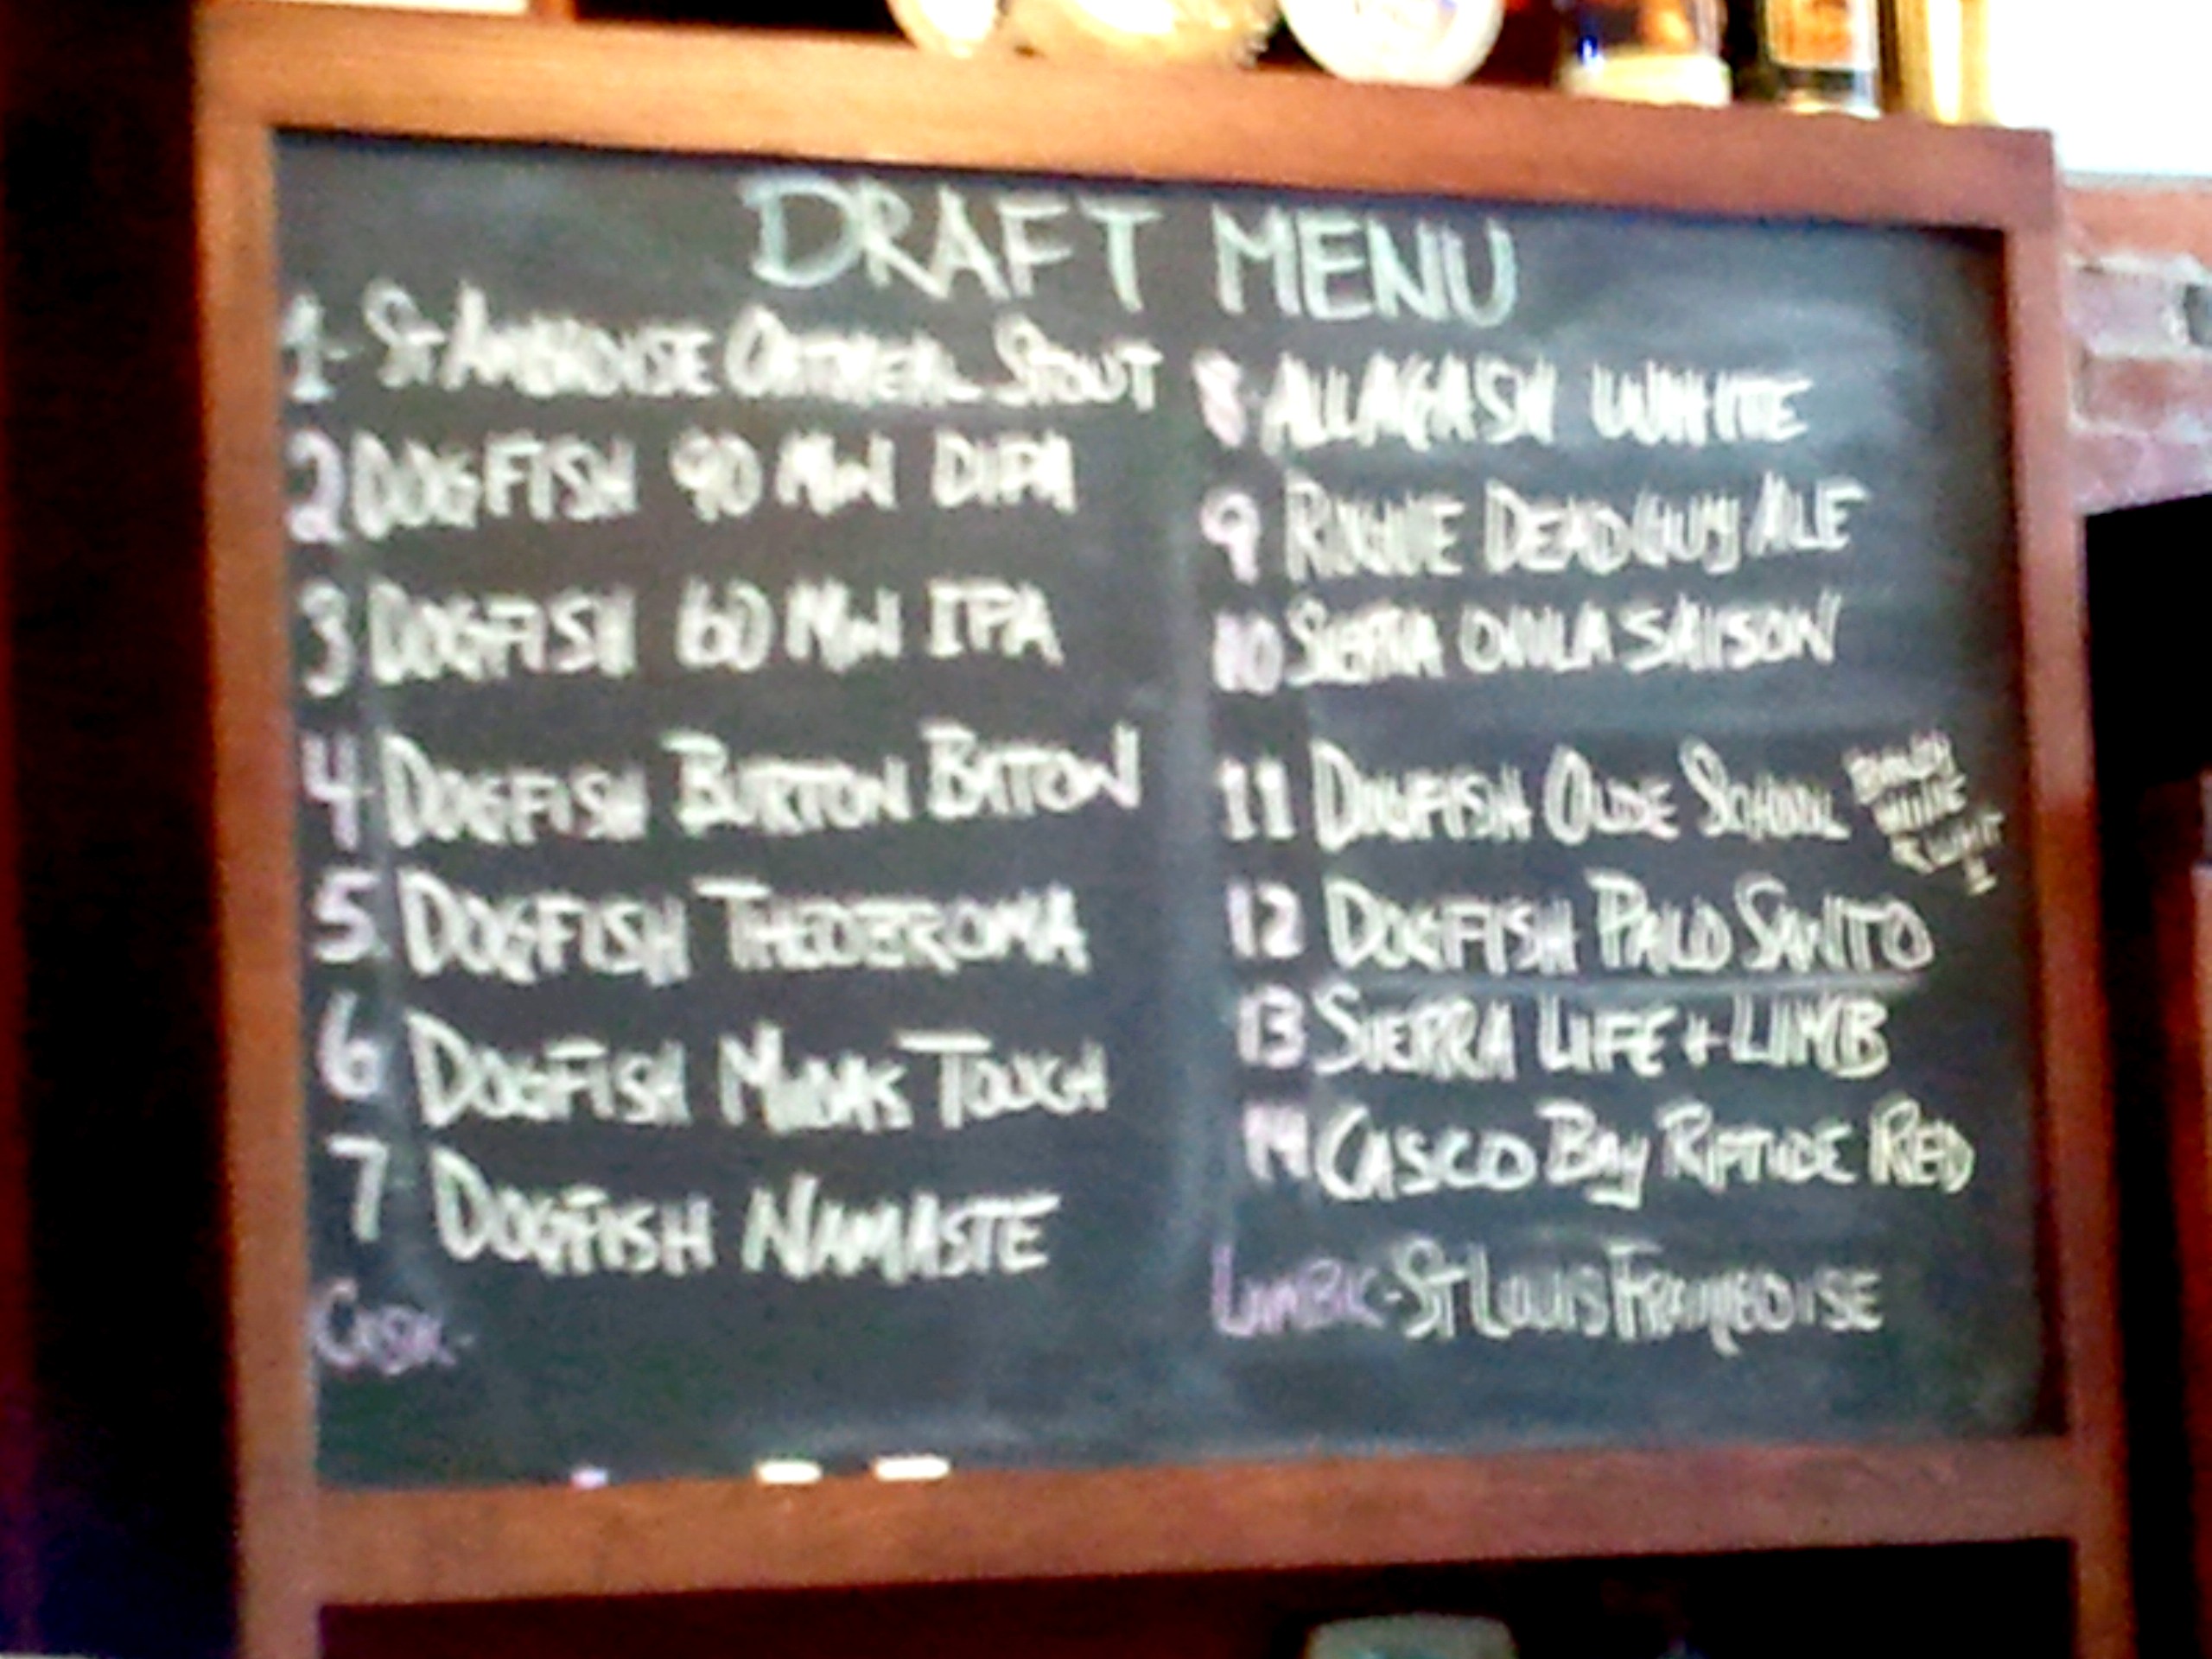 DRAFT MENU
1- St AMBROISE OATMEAL STOUT
2 DOGFISH 90 MIN DIPA
3 DOGFISH 60 MIN IPA
4 DOGFISH BURTON BATON
5 DOGFISH THEOBROMA
6 DOGFISH MIDAS TOUCH
7 DOGFISH NAMASTE
CASK-
8 ALLAGASH WHITE
9 ROGUE DEAD GUY ALE
10 SIERRA OVILA SAISON
11 DOGFISH OLDE SCHOOL
12 DOGFISH PALO SANTO
13 SIERRA LIFE + LIMB
14 CASCO BAY RIPTIDE RED
LAMBIC-ST LOUIS FRAMBOISE